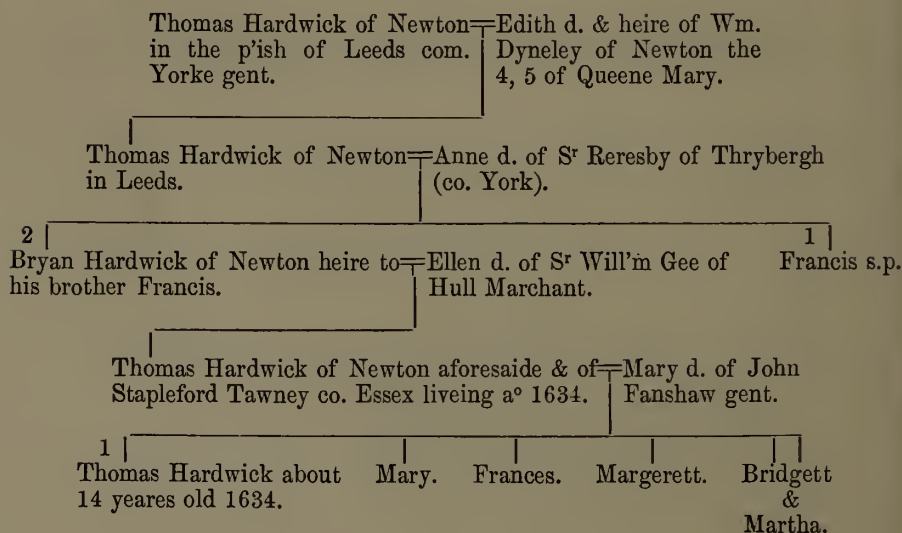 Thomas Hardwick of Newton=Edith d. & heire of Wm.
in the p'ish of Leeds com. Dyneley of Newton the
Yorke gent. 4, 5 of Queene Mary.
Thomas Hardwick of Newton=Anne d. of Sʳ Reresby of Thrybergh
in Leeds. (co. York).
2 1
Bryan Hardwick of Newton heire to=Ellen d. of Sʳ Will'm̃ Gee of Francis s.p.
his brother Francis. Hull Marchant.
Thomas Hardwick of Newton aforesaide & of=Mary d. of John
Stapleford Tawney co. Essex liveing a° 1634. Fanshaw gent.
1
Thomas Hardwick about Mary. Frances. Margerett. Bridgett
14 yeares old 1634. &
Martha.